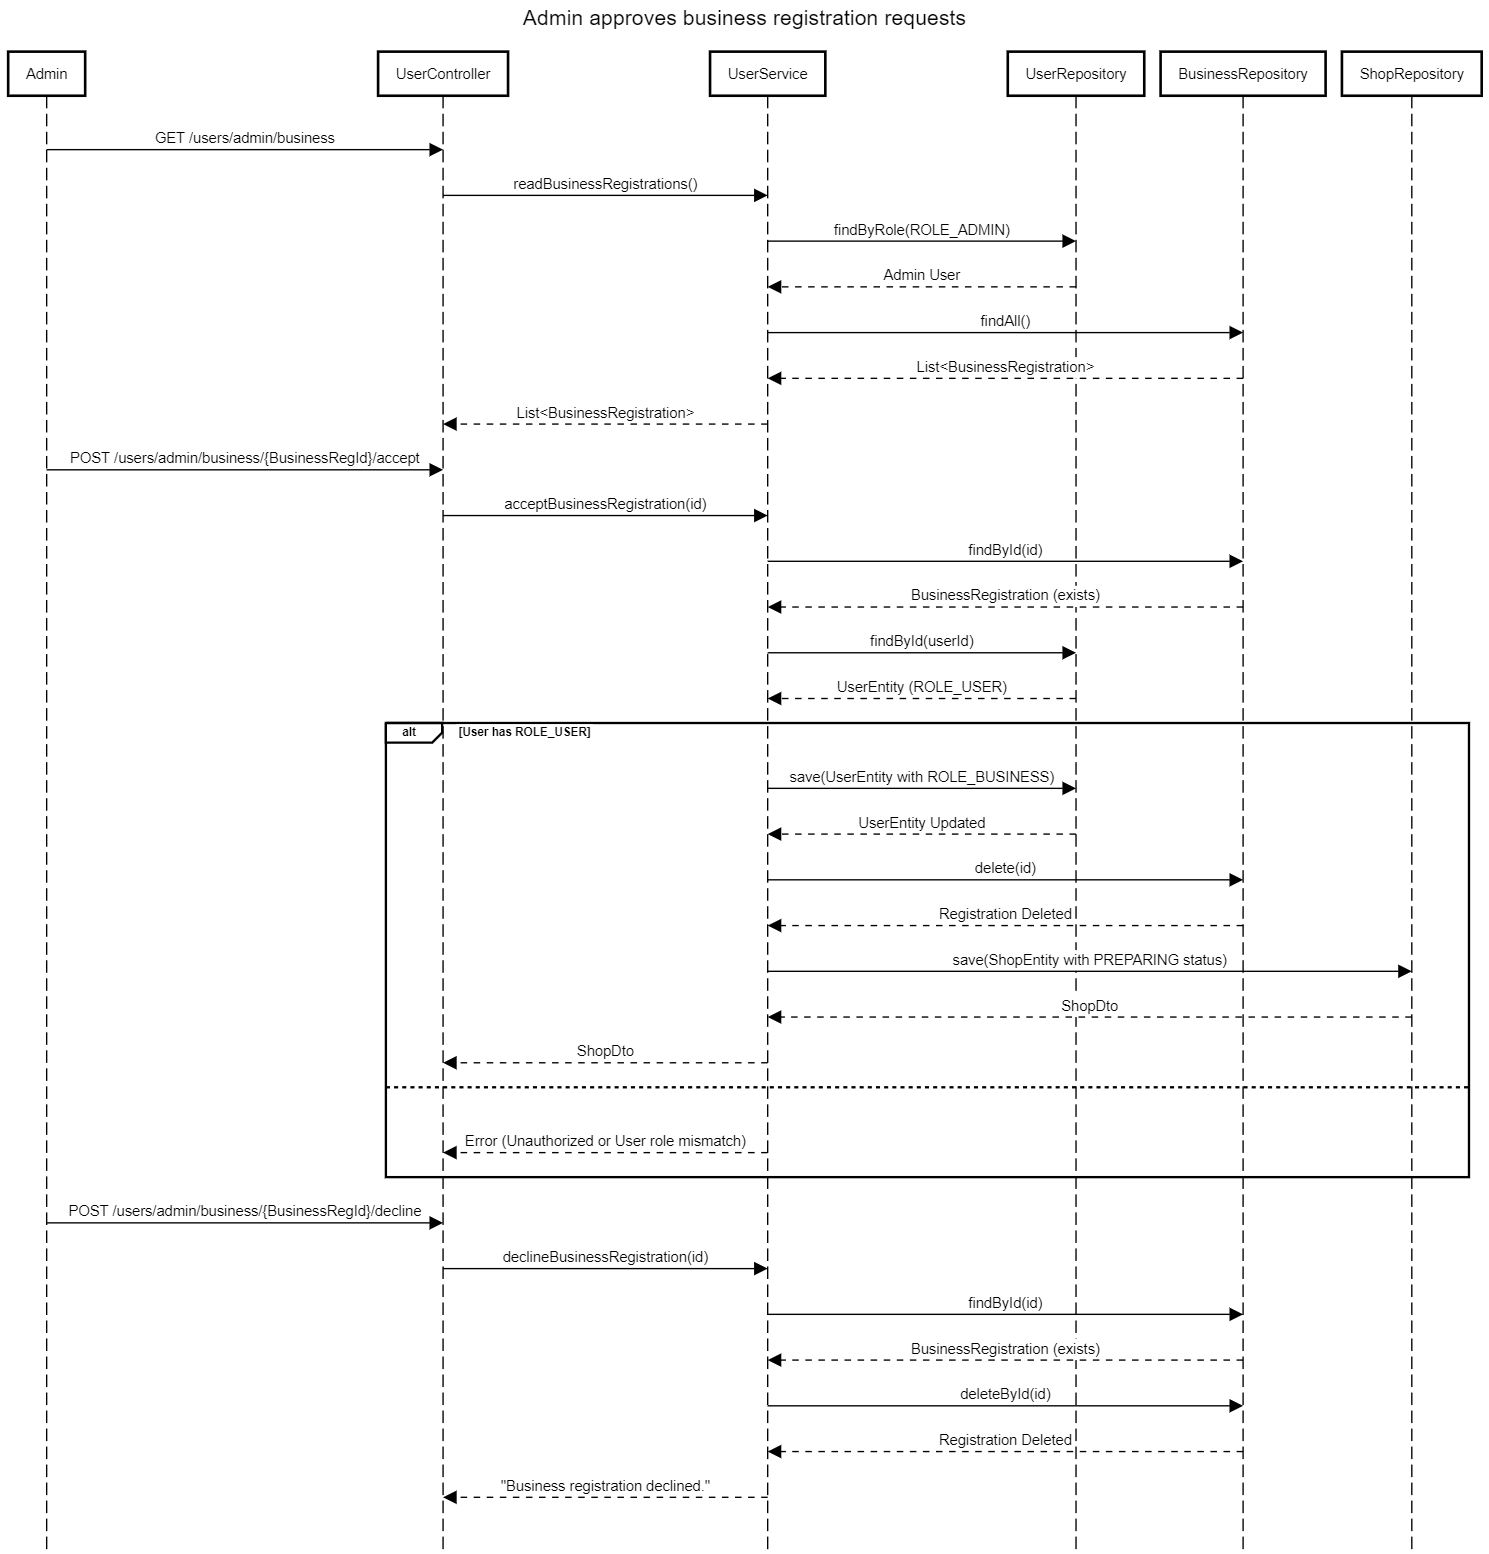 Admin approves business registration requests
Admin
UserController
UserService
UserRepository
BusinessRepository
ShopRepository
GET /users/admin/business
readBusinessRegistrations()
findByRole(ROLE_ADMIN)
Admin User
findAll()
List<BusinessRegistration>
List<BusinessRegistration>
POST /users/admin/business/{BusinessRegId}/accept
acceptBusinessRegistration(id)
findById(id)
BusinessRegistration (exists)
findById(userId)
UserEntity (ROLE_USER)
alt
[User has ROLE_USER]
save(UserEntity with ROLE_BUSINESS)
UserEntity Updated
delete(id)
Registration Deleted
save(ShopEntity with PREPARING status)
ShopDto
ShopDto
Error (Unauthorized or User role mismatch)
POST /users/admin/business/{BusinessRegId}/decline
declineBusinessRegistration(id)
findById(id)
BusinessRegistration (exists)
deleteById(id)
Registration Deleted
"Business registration declined."